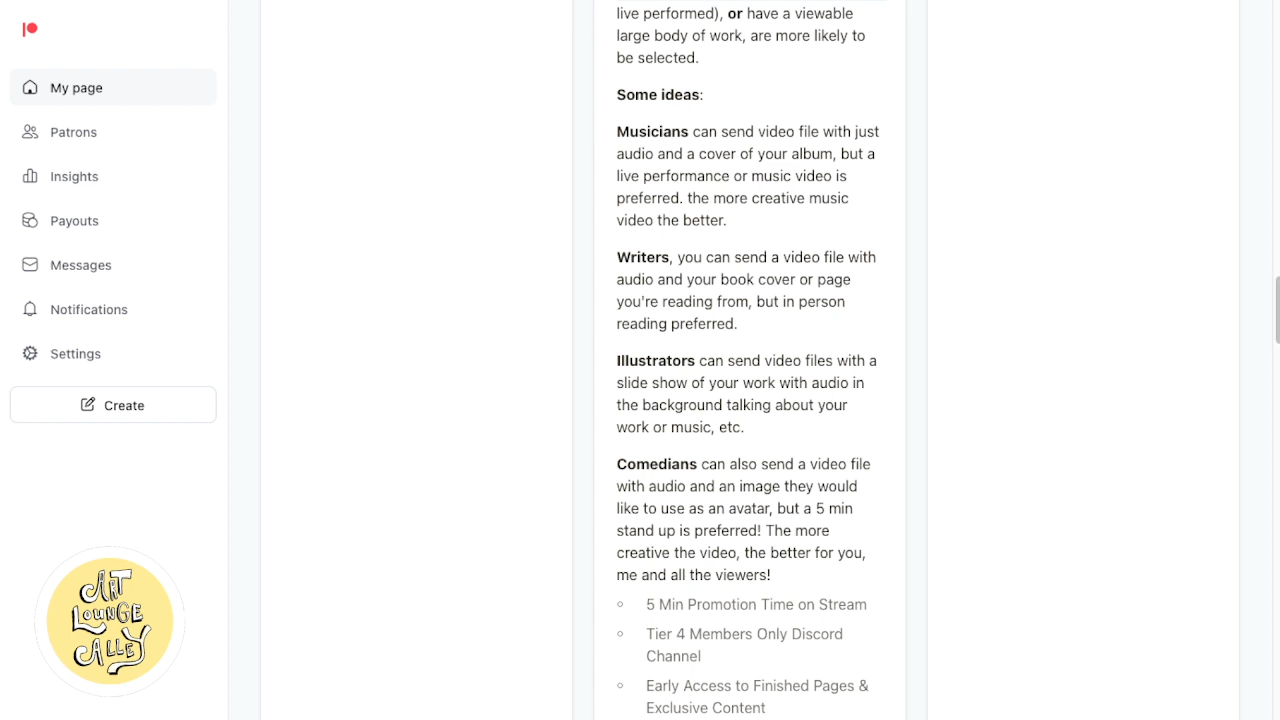 My page
Patrons
Insights
Payouts
Messages
Notifications
Settings
Create
ART
LOUNGE
ALLEY
live performed), or have a viewable
large body of work, are more likely to
be selected.
Some ideas:
Musicians can send video file with just
audio and a cover of your album, but a
live performance or music video is
preferred. the more creative music
video the better.
Writers, you can send a video file with
audio and your book cover or page
you're reading from, but in person
reading preferred.
Illustrators can send video files with a
slide show of your work with audio in
the background talking about your
work or music, etc.
Comedians can also send a video file
with audio and an image they would
like to use as an avatar, but a 5 min
stand up is preferred! The more
creative the video, the better for you,
me and all the viewers!
5 Min Promotion Time on Stream
Tier 4 Members Only Discord
Channel
Early Access to Finished Pages &
Exclusive Content